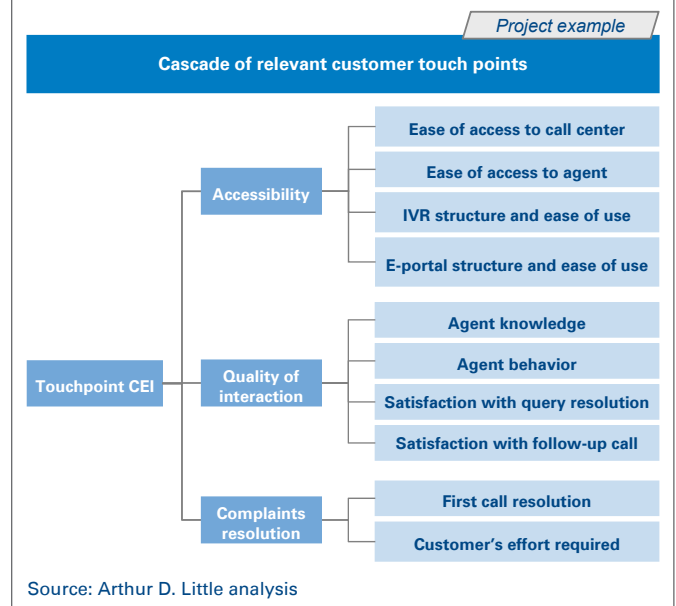 Project example
Cascade of relevant customer touch points
Touchpoint CEI
Accessibility
Ease of access to call center
Ease of access to agent
IVR structure and ease of use
E-portal structure and ease of use
Quality of
interaction
Agent knowledge
Agent behavior
Satisfaction with query resolution
Satisfaction with follow-up call
Complaints
resolution
First call resolution
Customer’s effort required
Source: Arthur D. Little analysis